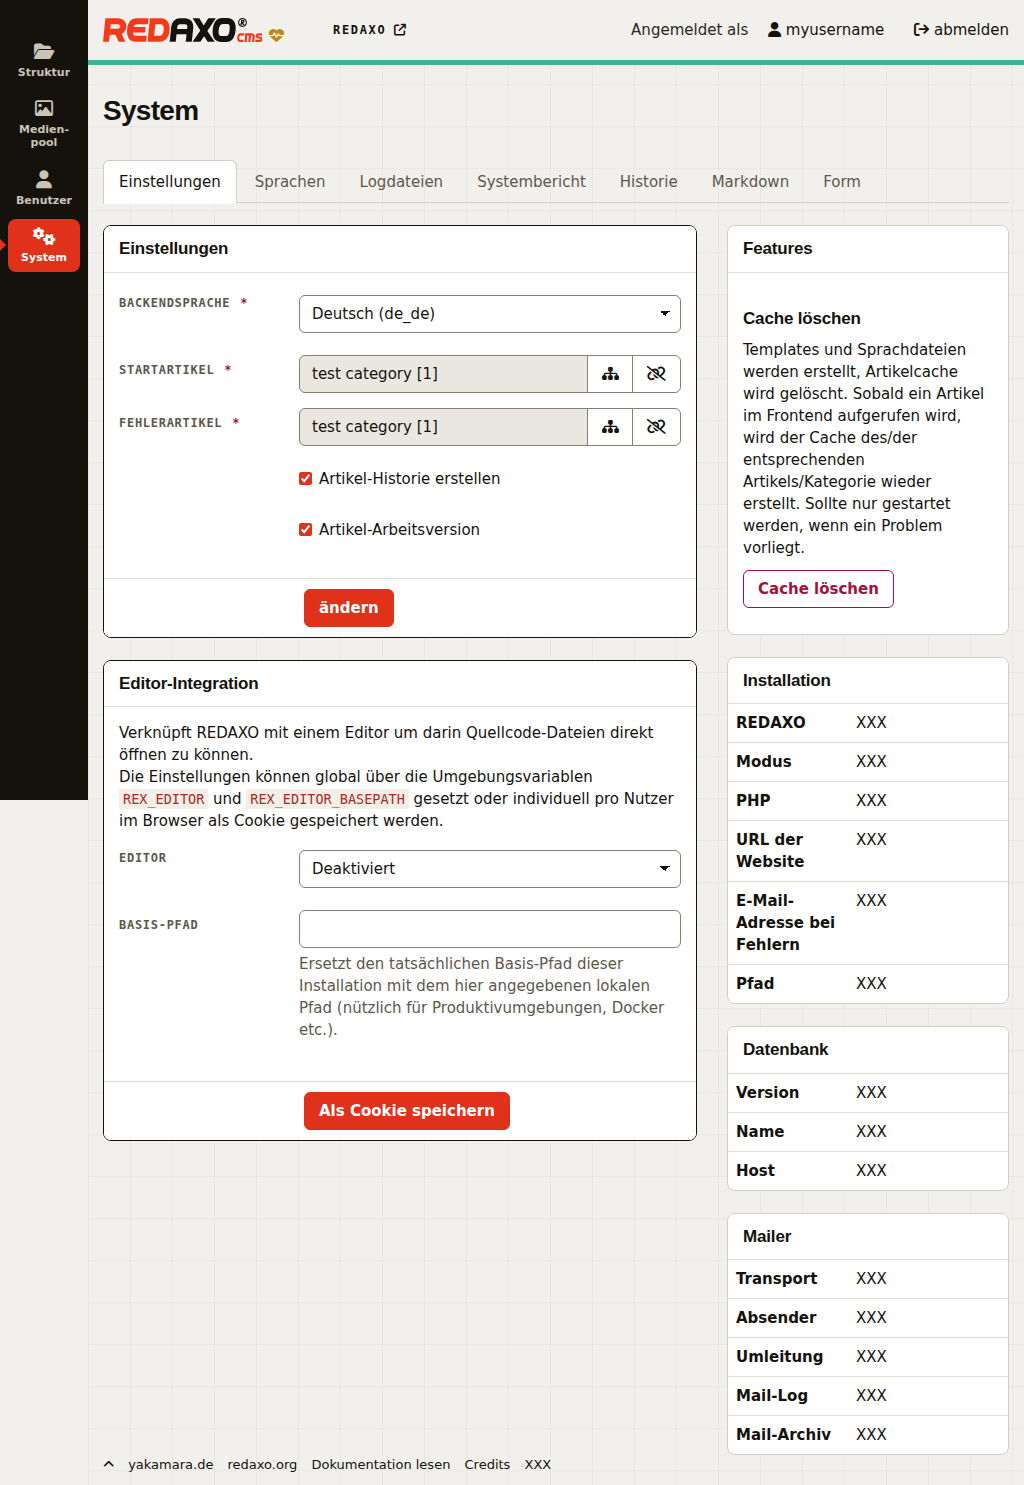 REDAXO® cms
REDAXO
Angemeldet als myusername abmelden
Struktur
Medien-
pool
Benutzer
System
System
Einstellungen Sprachen Logdateien Systembericht Historie Markdown Form
Einstellungen
BACKENDSPRACHE *
Deutsch (de_de)
STARTARTIKEL *
test category [1]
FEHLERARTIKEL *
test category [1]
Artikel-Historie erstellen
Artikel-Arbeitsversion
ändern
Editor-Integration
Verknüpft REDAXO mit einem Editor um darin Quellcode-Dateien direkt
öffnen zu können.
Die Einstellungen können global über die Umgebungsvariablen
REX_EDITOR und REX_EDITOR_BASEPATH gesetzt oder individuell pro Nutzer
im Browser als Cookie gespeichert werden.
EDITOR
Deaktiviert
BASIS-PFAD
Ersetzt den tatsächlichen Basis-Pfad dieser
Installation mit dem hier angegebenen lokalen
Pfad (nützlich für Produktivumgebungen, Docker
etc.).
Als Cookie speichern
Features
Cache löschen
Templates und Sprachdateien
werden erstellt, Artikelcache
wird gelöscht. Sobald ein Artikel
im Frontend aufgerufen wird,
wird der Cache des/der
entsprechenden
Artikels/Kategorie wieder
erstellt. Sollte nur gestartet
werden, wenn ein Problem
vorliegt.
Cache löschen
Installation
REDAXO XXX
Modus XXX
PHP XXX
URL der XXX
Website
E-Mail- XXX
Adresse bei
Fehlern
Pfad XXX
Datenbank
Version XXX
Name XXX
Host XXX
Mailer
Transport XXX
Absender XXX
Umleitung XXX
Mail-Log XXX
Mail-Archiv XXX
yakamara.de redaxo.org Dokumentation lesen Credits XXX